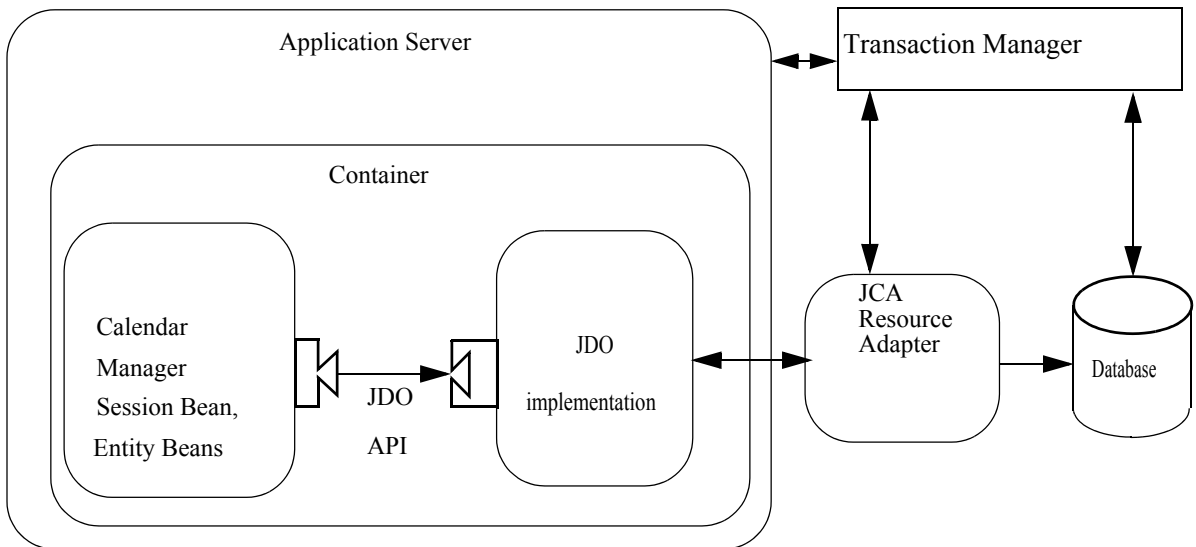 Application Server
Transaction Manager
Container
Calendar
Manager
Session Bean,
Entity Beans
JDO
API
JDO
implementation
JCA
Resource
Adapter
Database